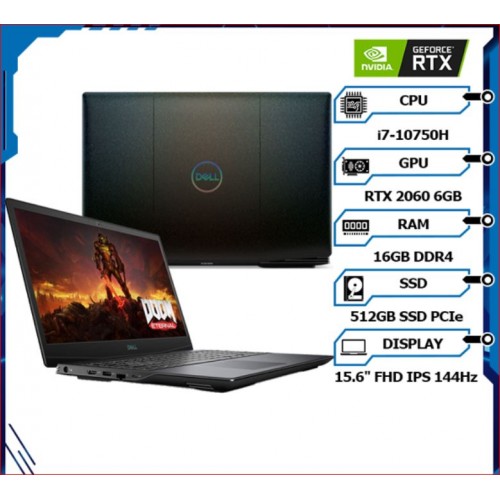 NVIDIA
GEFORCE
RTX
CPU
i7-10750H
GPU
RTX 2060 6GB
RAM
16GB DDR4
SSD
512GB SSD PCIe
DISPLAY
15.6" FHD IPS 144Hz
DELL
DOOM
ETERNAL
DELL